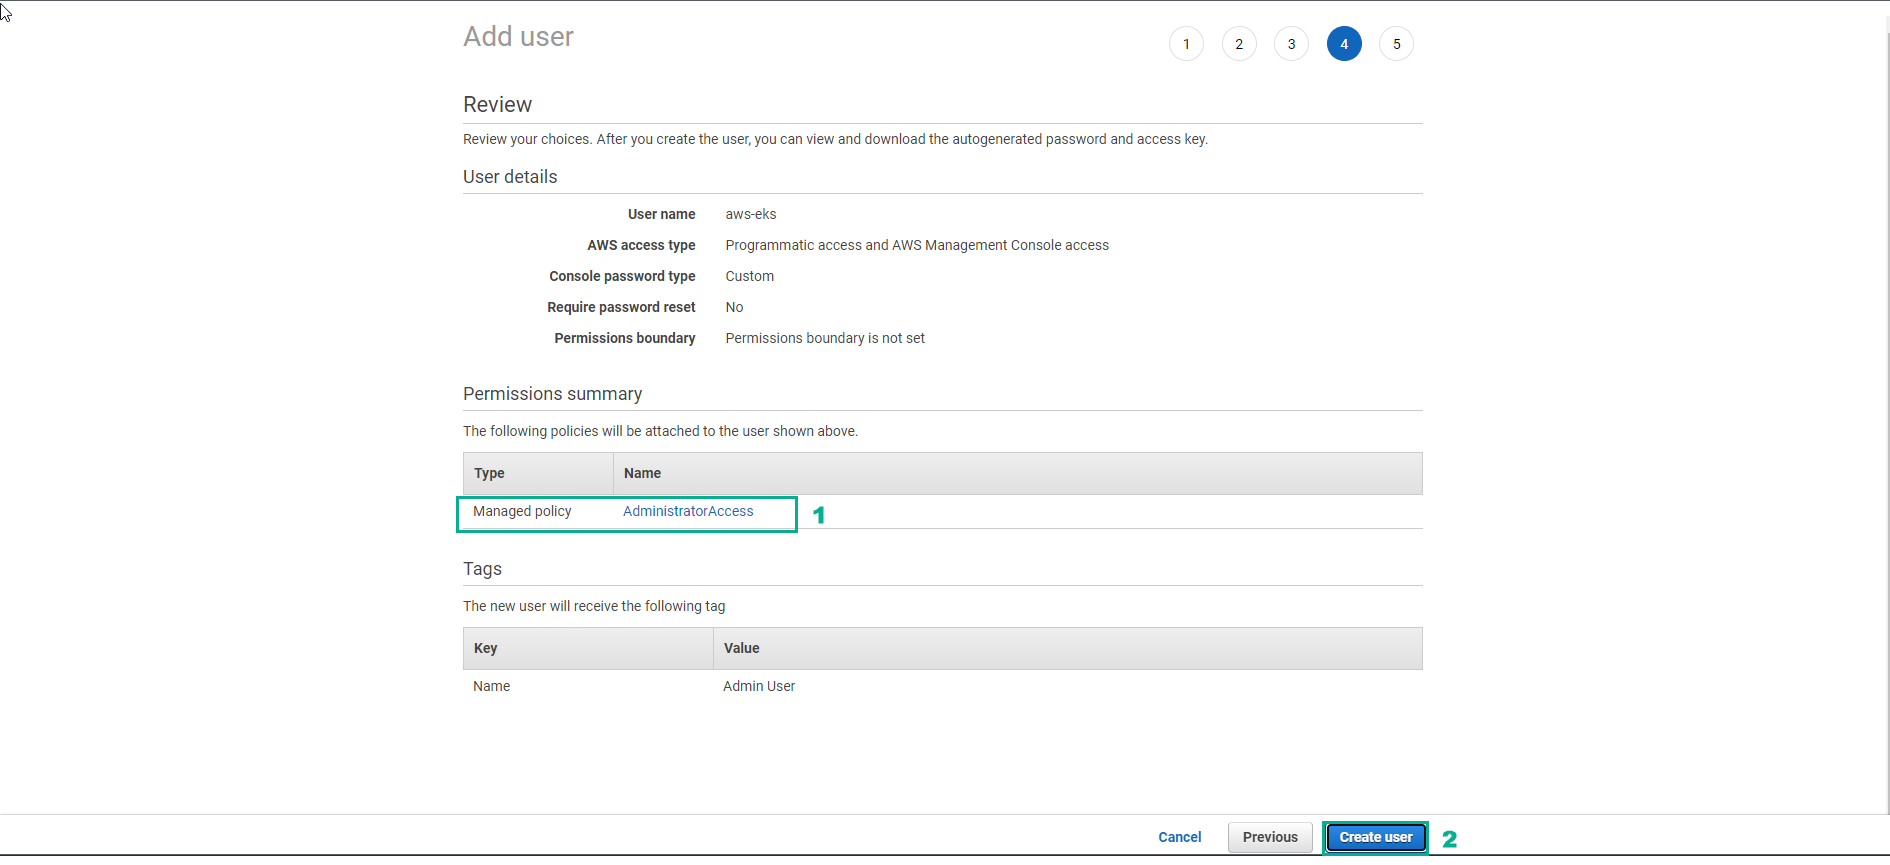 Add user
1 2 3 4 5
Review
Review your choices. After you create the user, you can view and download the autogenerated password and access key.
User details
User name aws-eks
AWS access type Programmatic access and AWS Management Console access
Console password type Custom
Require password reset No
Permissions boundary Permissions boundary is not set
Permissions summary
The following policies will be attached to the user shown above.
Type Name
Managed policy AdministratorAccess 1
Tags
The new user will receive the following tag
Key Value
Name Admin User
Cancel Previous Create user 2